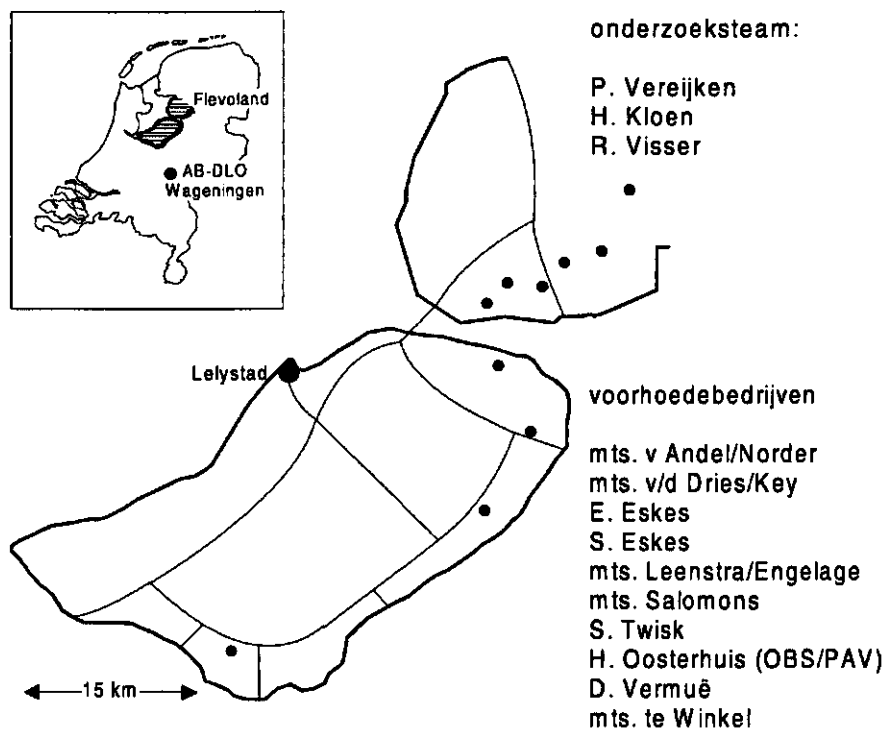 Flevoland
AB-DLO
Wageningen
onderzoeksteam:
P. Vereijken
H. Kloen
R. Visser
Lelystad
voorhoedebedrijven
mts. v Andel/Norder
mts. v/d Dries/Key
E. Eskes
S. Eskes
mts. Leenstra/Engelage
mts. Salomons
S. Twisk
H. Oosterhuis (OBS/PAV)
D. Vermuë
mts. te Winkel
15 km